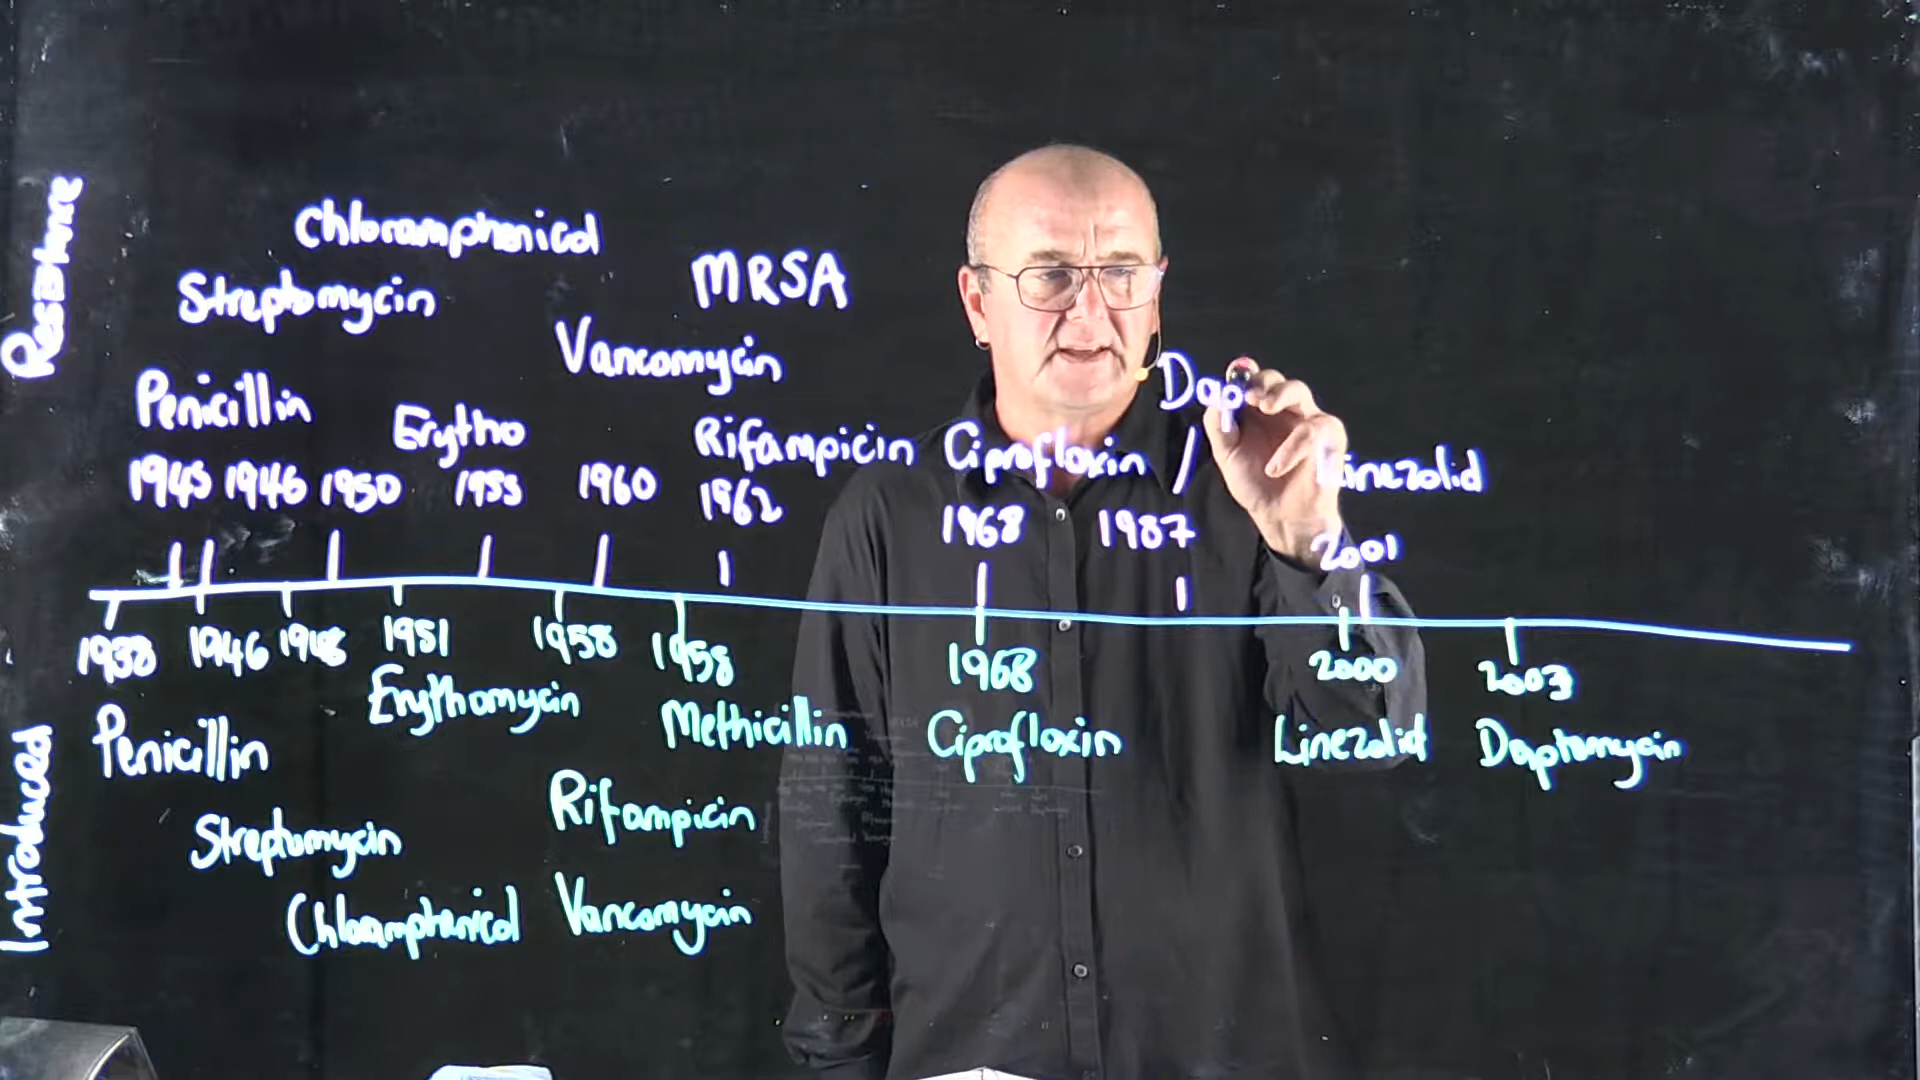 Resistance
Chloramphenicol
Streptomycin
MRSA
Vancomycin
Penicillin
Dap
Erytho
Rifampicin
Ciprofloxin
/
Linezolid
1945 1946 1950 1955 1960 1962 1968 1987 2001
1938 1946 1948 1951 1958 1958 1968 2000 2003
Erythomycin
Methicillin
Ciprofloxin
Linezolid
Daptomycin
Penicillin
Rifampicin
Streptomycin
Chloramphenicol
Vancomycin
Introduced